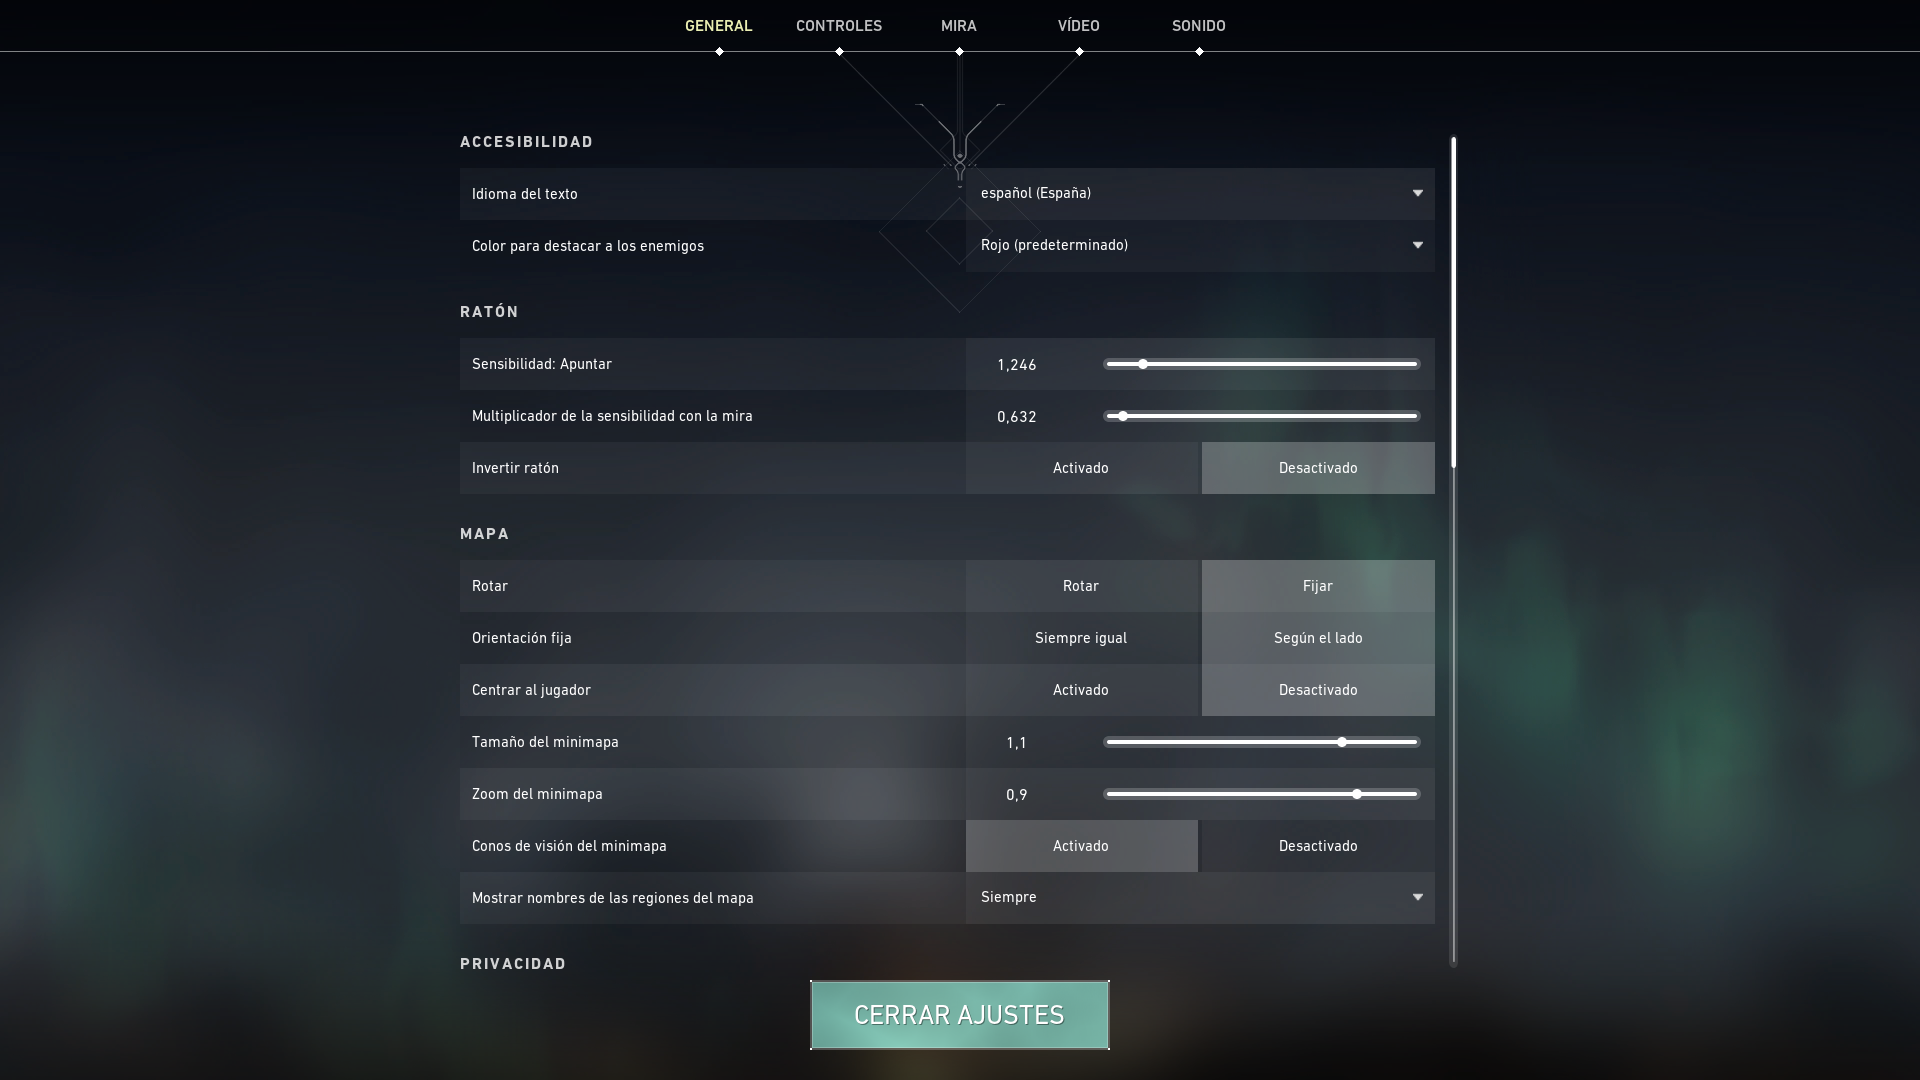 GENERAL CONTROLES MIRA VÍDEO SONIDO
ACCESIBILIDAD
Idioma del texto español (España)
Color para destacar a los enemigos Rojo (predeterminado)
RATÓN
Sensibilidad: Apuntar 1,246
Multiplicador de la sensibilidad con la mira 0,632
Invertir ratón Activado Desactivado
MAPA
Rotar Rotar Fijar
Orientación fija Siempre igual Según el lado
Centrar al jugador Activado Desactivado
Tamaño del minimapa 1,1
Zoom del minimapa 0,9
Conos de visión del minimapa Activado Desactivado
Mostrar nombres de las regiones del mapa Siempre
PRIVACIDAD
CERRAR AJUSTES